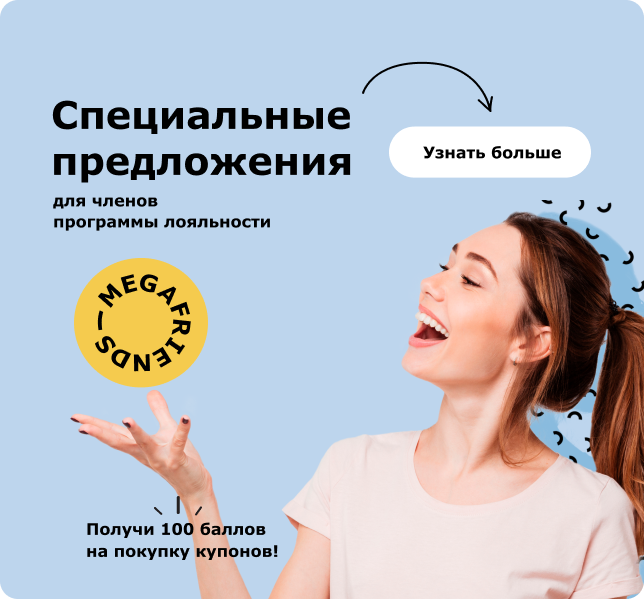 Специальные
предложения
для членов
программы лояльности
Узнать больше
MEGAFRIENDS
Получи 100 баллов
на покупку купонов!